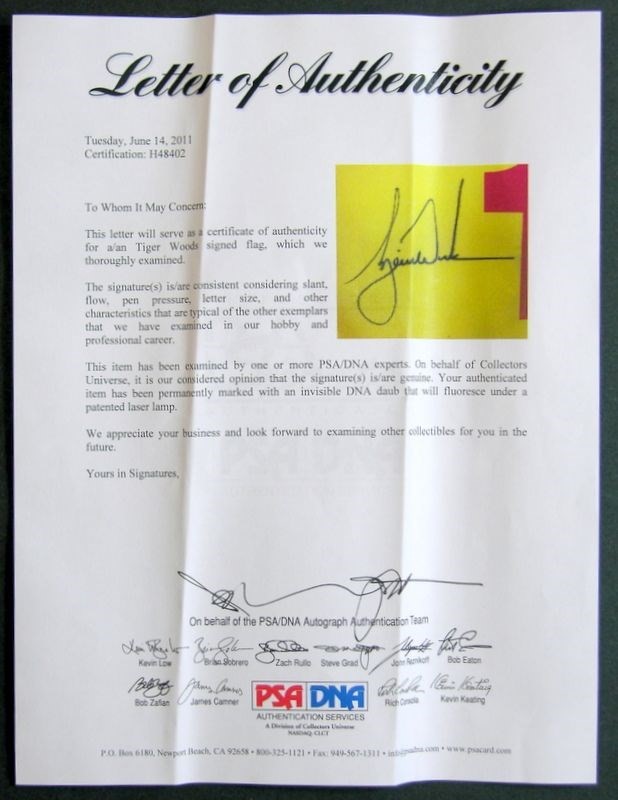 Letter of Authenticity
Tuesday, June 14, 2011
Certification: H48402
To Whom It May Concern:
This letter will serve as a certificate of authenticity
for a/an Tiger Woods signed flag, which we
thoroughly examined.
The signature(s) is/are consistent considering slant,
flow, pen pressure, letter size, and other
characteristics that are typical of the other exemplars
that we have examined in our hobby and
professional career.
This item has been examined by one or more PSA/DNA experts. On behalf of Collectors
Universe, it is our considered opinion that the signature(s) is/are genuine. Your authenticated
item has been permanently marked with an invisible DNA daub that will fluoresce under a
patented laser lamp.
We appreciate your business and look forward to examining other collectibles for you in the
future.
Yours in Signatures,
On behalf of the PSA/DNA Autograph Authentication Team
Kevin Low Brian Sobrero Zach Rullo Steve Grad John Reznikoff Bob Eaton
Bob Zafian James Camner Rich Consola Kevin Keating
PSA DNA
AUTHENTICATION SERVICES
A Division of Collectors Universe
NASDAQ: CLCT
P.O. Box 6180, Newport Beach, CA 92658 • 800-325-1121 • Fax: 949-567-1311 • info@psadna.com • www.psacard.com